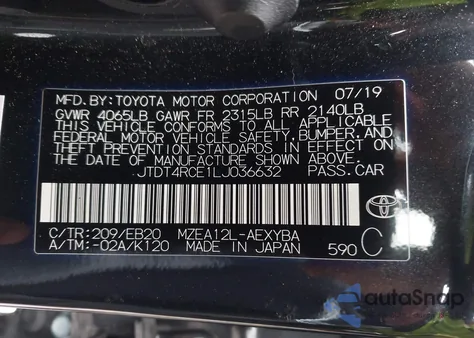 MFD.BY:TOYOTA MOTOR CORPORATION 07/19
GVWR 4065LB GAWR FR 2315LB RR 2140LB
THIS VEHICLE CONFORMS TO ALL APPLICABLE
FEDERAL MOTOR VEHICLE SAFETY, BUMPER, AND
THEFT PREVENTION STANDARDS IN EFFECT ON
THE DATE OF MANUFACTURE SHOWN ABOVE.
JTDT4RCE1LJ036632 PASS.CAR
C/TR:209/EB20 MZEA12L-AEXYBA
A/TM:-02A/K120 MADE IN JAPAN 590 C
autoSnap